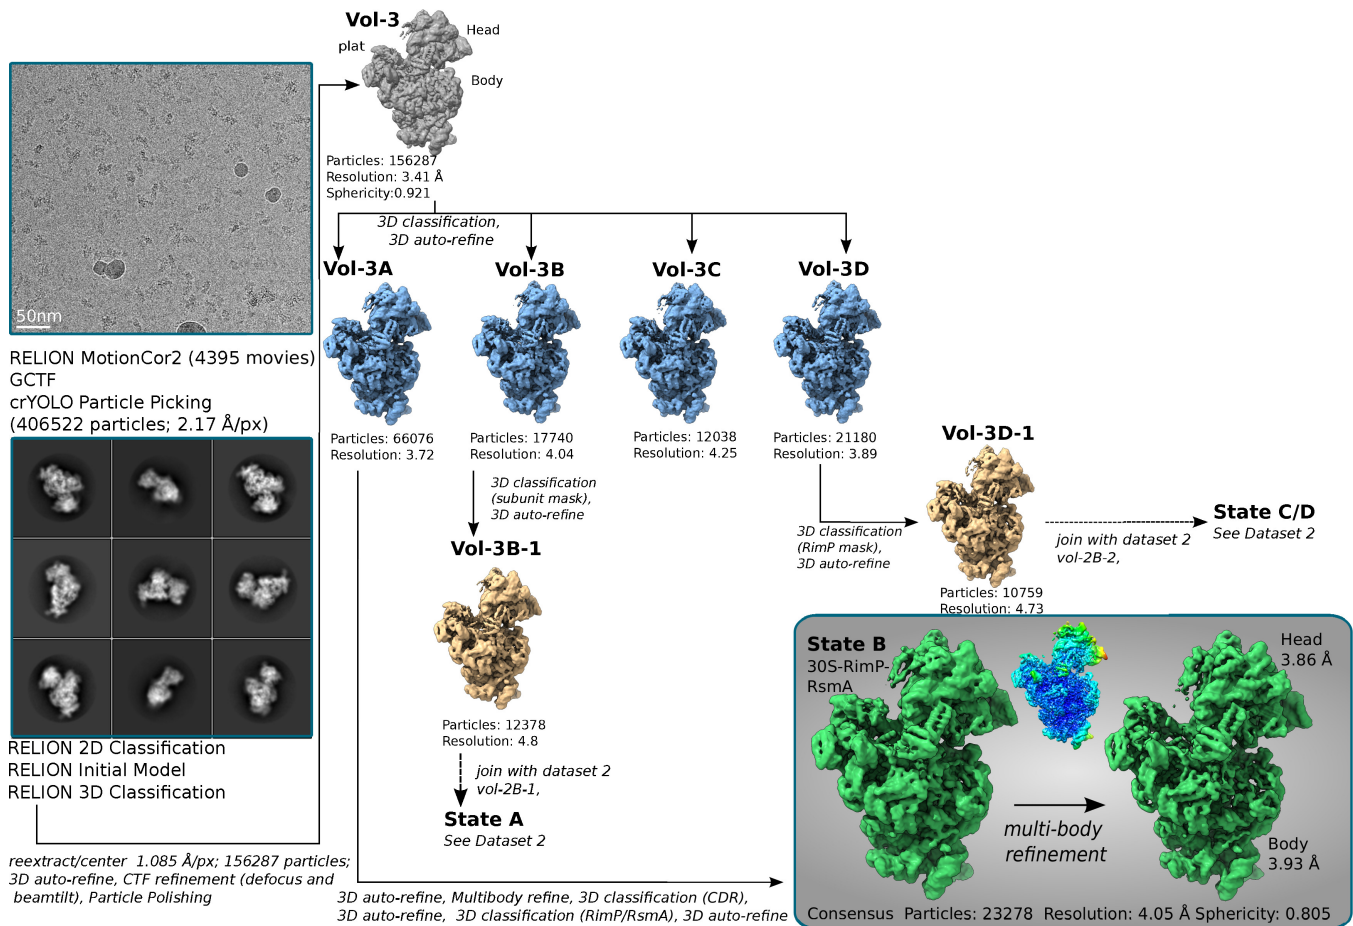 Vol-3
Head
plat
Body
Particles: 156287
Resolution: 3.41 Å
Sphericity:0.921
3D classification,
3D auto-refine
50nm
RELION MotionCor2 (4395 movies)
GCTF
crYOLO Particle Picking
(406522 particles; 2.17 Å/px)
RELION 2D Classification
RELION Initial Model
RELION 3D Classification
reextract/center 1.085 Å/px; 156287 particles;
3D auto-refine, CTF refinement (defocus and
beamtilt), Particle Polishing
Vol-3A
Particles: 66076
Resolution: 3.72
Vol-3B
Particles: 17740
Resolution: 4.04
Vol-3C
Particles: 12038
Resolution: 4.25
Vol-3D
Particles: 21180
Resolution: 3.89
3D classification
(subunit mask),
3D auto-refine
Vol-3B-1
Particles: 12378
Resolution: 4.8
join with dataset 2
vol-2B-1,
State A
See Dataset 2
3D classification
(RimP mask),
3D auto-refine
Vol-3D-1
Particles: 10759
Resolution: 4.73
join with dataset 2
vol-2B-2,
State C/D
See Dataset 2
3D auto-refine, Multibody refine, 3D classification (CDR),
3D auto-refine, 3D classification (RimP/RsmA), 3D auto-refine
State B
30S-RimP-
RsmA
multi-body
refinement
Head
3.86 Å
Body
3.93 Å
Consensus Particles: 23278 Resolution: 4.05 Å Sphericity: 0.805